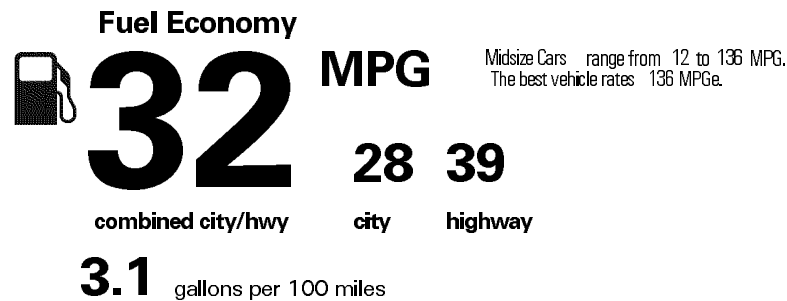 Fuel Economy
32 MPG
Midsize Cars range from 12 to 136 MPG.
The best vehicle rates 136 MPGe.
28 39
combined city/hwy city highway
3.1 gallons per 100 miles